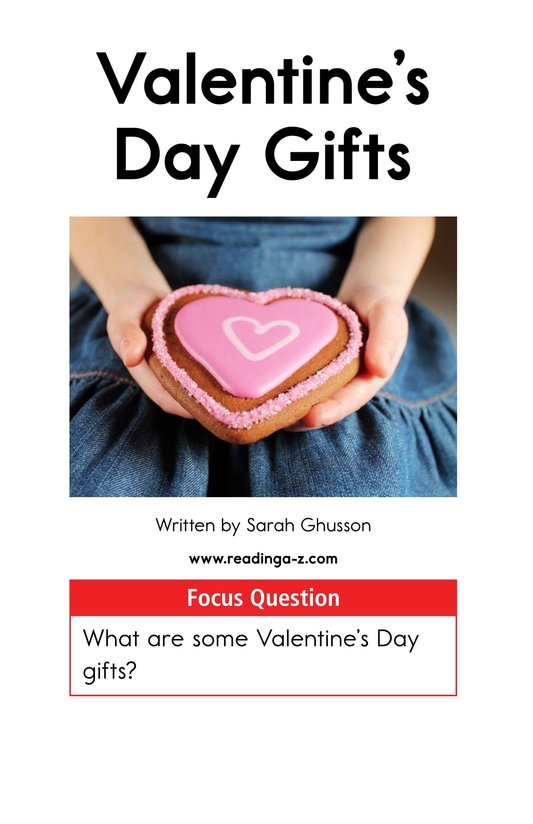 Valentine's
Day Gifts
Written by Sarah Ghusson
www.readinga-z.com
Focus Question
What are some Valentine's Day
gifts?